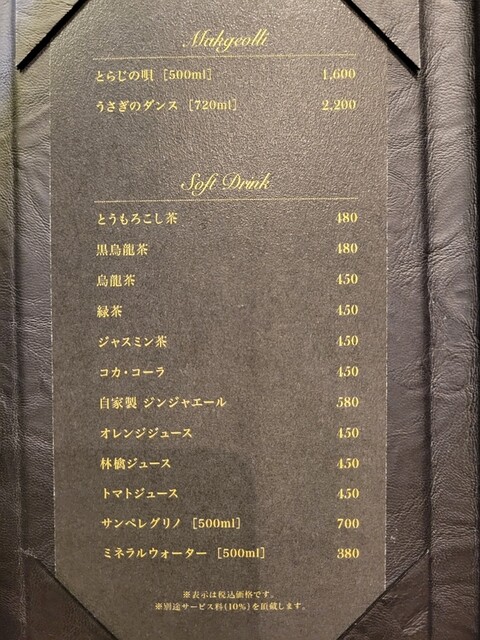 Makgeolli
とらじの唄 [500ml] 1,600
うさぎのダンス [720ml] 2,200
Soft Drink
とうもろこし茶 480
黒烏龍茶 480
烏龍茶 450
緑茶 450
ジャスミン茶 450
コカ・コーラ 450
自家製 ジンジャエール 580
オレンジジュース 450
林檎ジュース 450
トマトジュース 450
サンペレグリノ [500ml] 700
ミネラルウォーター [500ml] 380
※表示は税込価格です。
※別途サービス料(10%)を頂戴します。